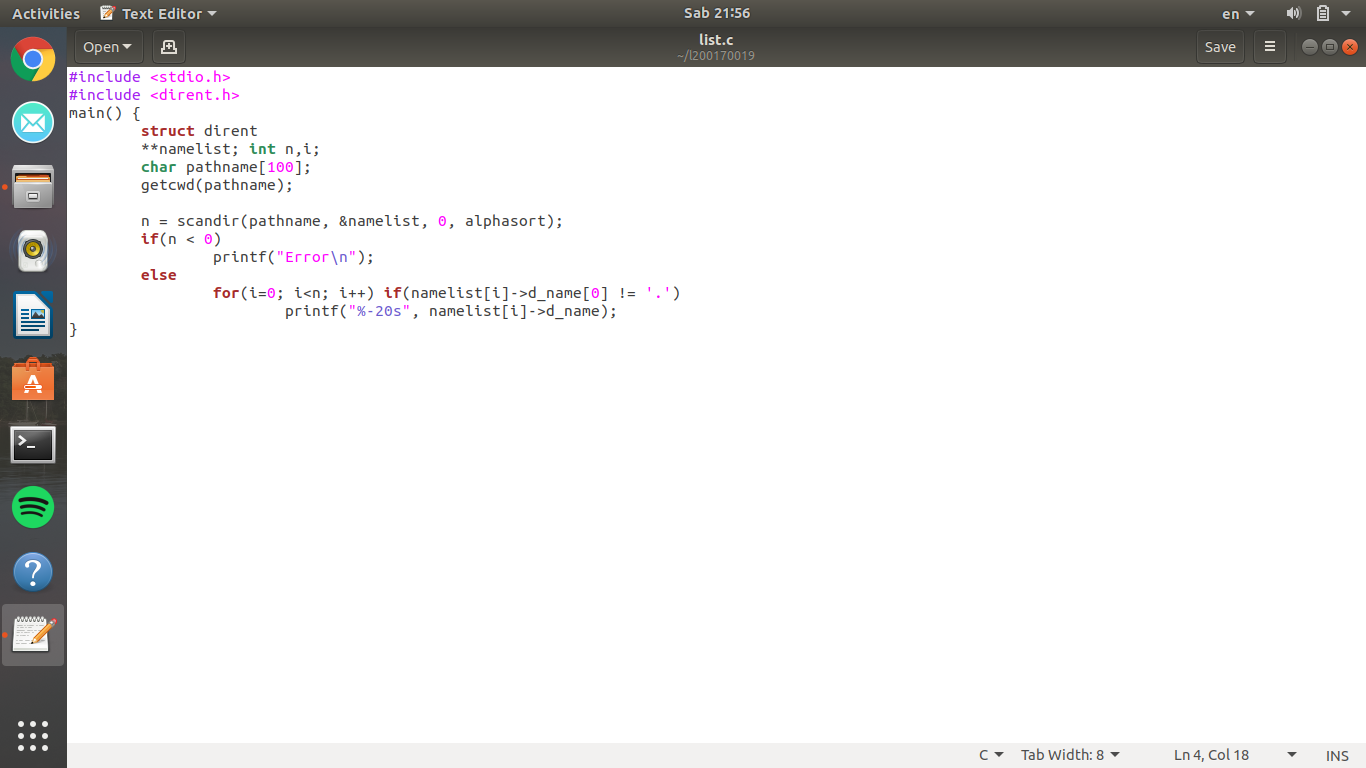 Activities Text Editor Sab 21:56 en
Open list.c Save
~/l200170019
#include <stdio.h>
#include <dirent.h>
main() {
        struct dirent
        **namelist; int n,i;
        char pathname[100];
        getcwd(pathname);

        n = scandir(pathname, &namelist, 0, alphasort);
        if(n < 0)
                printf("Error\n");
        else
                for(i=0; i<n; i++) if(namelist[i]->d_name[0] != '.')
                        printf("%-20s", namelist[i]->d_name);
}
C Tab Width: 8 Ln 4, Col 18 INS